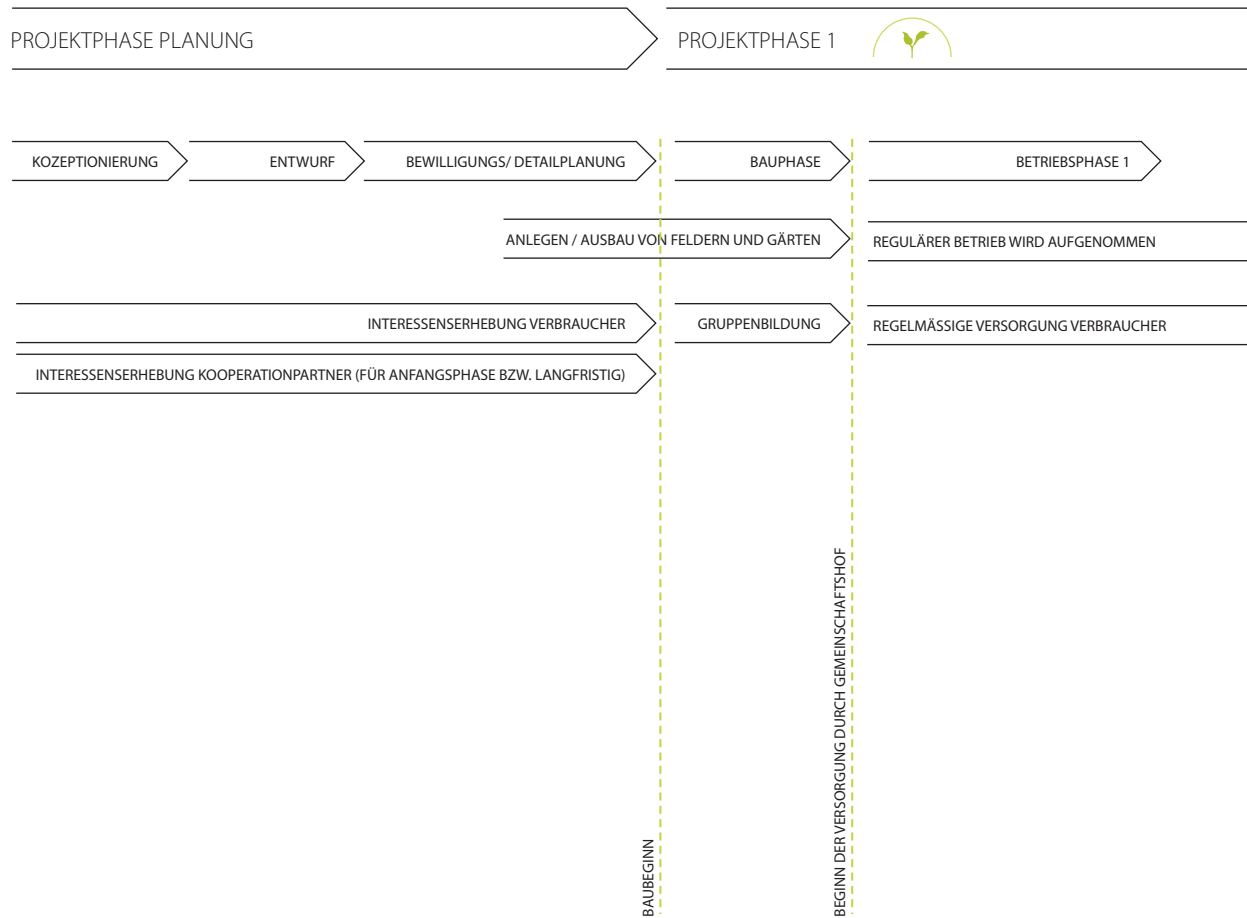 PROJEKTPHASE PLANUNG
PROJEKTPHASE 1
KOZEPTIONIERUNG
ENTWURF
BEWILLIGUNGS/ DETAILPLANUNG
BAUPHASE
BETRIEBSPHASE 1
ANLEGEN / AUSBAU VON FELDERN UND GÄRTEN
REGULÄRER BETRIEB WIRD AUFGENOMMEN
INTERESSENSERHEBUNG VERBRAUCHER
GRUPPENBILDUNG
REGELMÄSSIGE VERSORGUNG VERBRAUCHER
INTERESSENSERHEBUNG KOOPERATIONPARTNER (FÜR ANFANGSPHASE BZW. LANGFRISTIG)
BAUBEGINN
BEGINN DER VERSORGUNG DURCH GEMEINSCHAFTSHOF